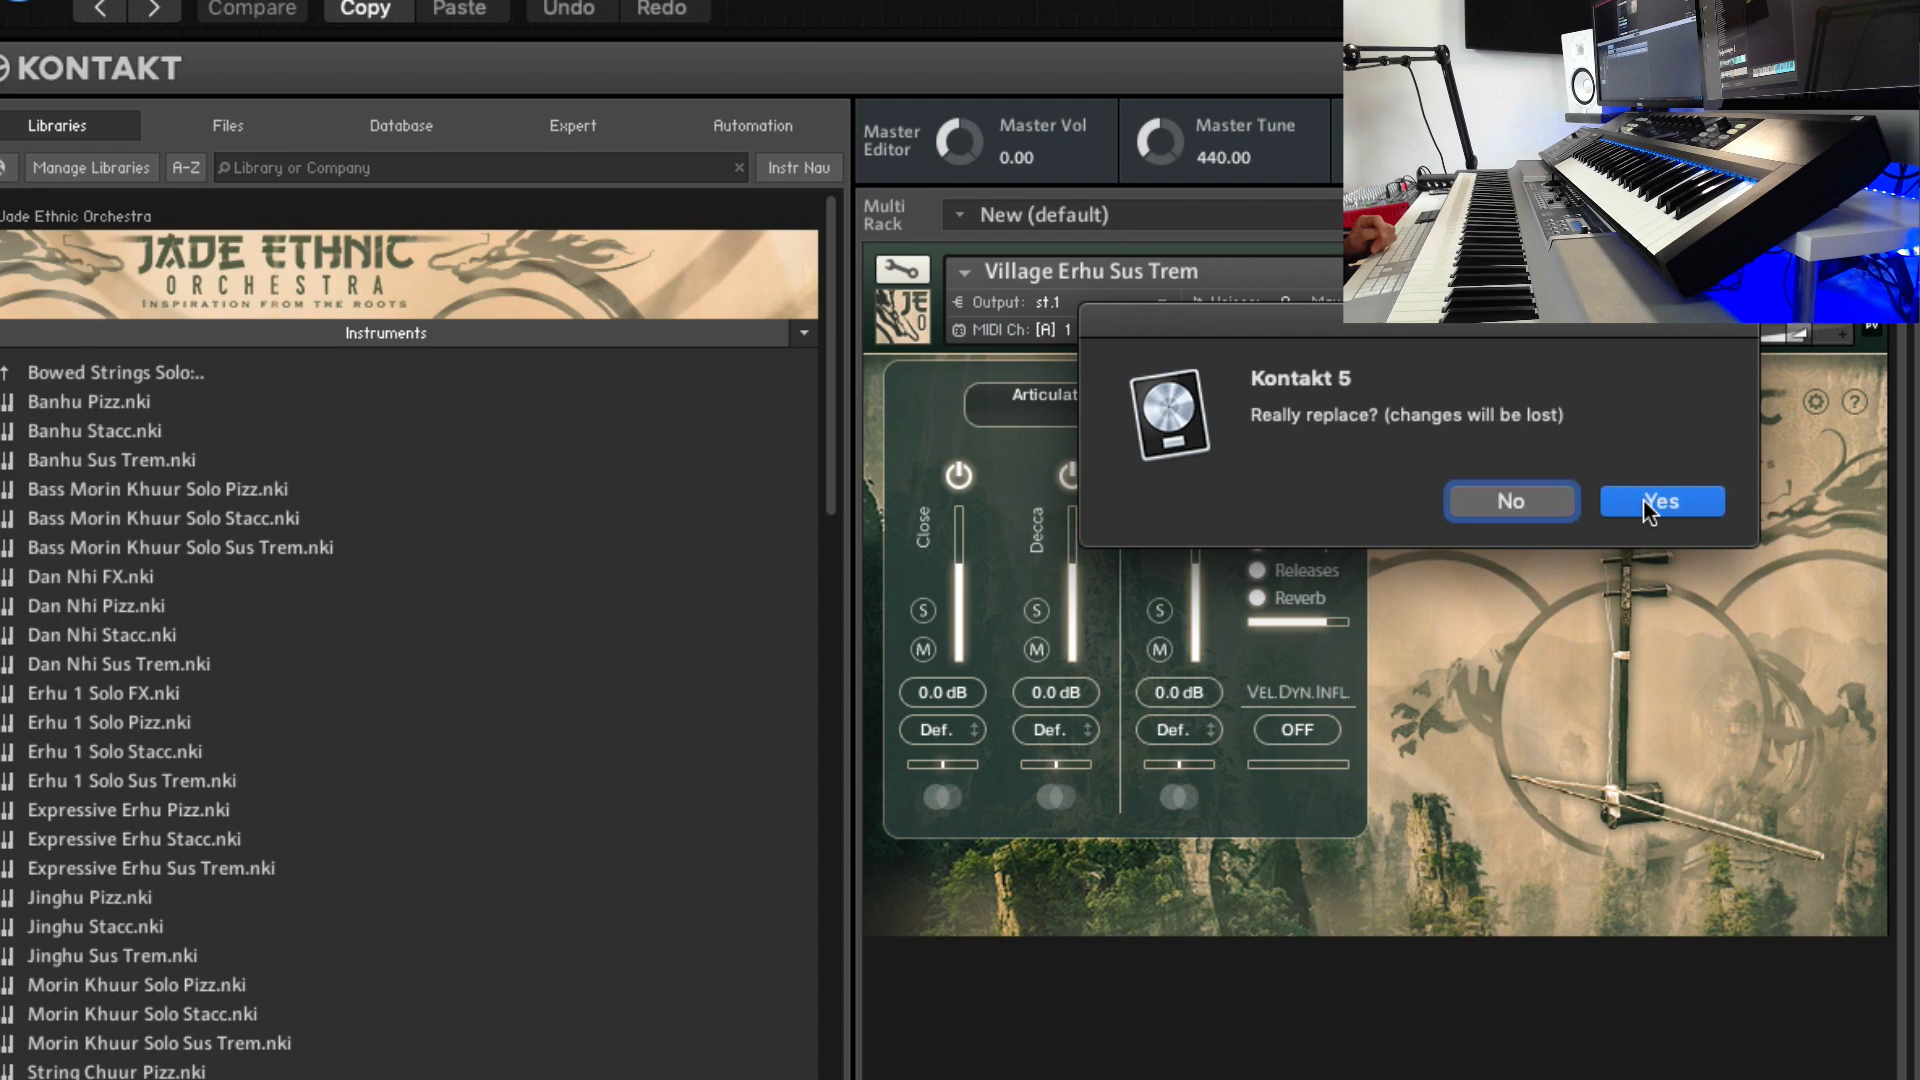 Compare
Copy
Paste
Undo
Redo
KONTAKT
Libraries
Files
Database
Expert
Automation
Manage Libraries
A-Z
Library or Company
Instr Nav
Master Editor
Master Vol
0.00
Master Tune
440.00
Jade Ethnic Orchestra
JADE ETHNIC
ORCHESTRA
INSPIRATION FROM THE ROOTS
Instruments
Multi Rack
New (default)
Village Erhu Sus Trem
Output: st.1
MIDI Ch: [A] 1
Bowed Strings Solo:..
Banhu Pizz.nki
Banhu Stacc.nki
Banhu Sus Trem.nki
Bass Morin Khuur Solo Pizz.nki
Bass Morin Khuur Solo Stacc.nki
Bass Morin Khuur Solo Sus Trem.nki
Dan Nhi FX.nki
Dan Nhi Pizz.nki
Dan Nhi Stacc.nki
Dan Nhi Sus Trem.nki
Erhu 1 Solo FX.nki
Erhu 1 Solo Pizz.nki
Erhu 1 Solo Stacc.nki
Erhu 1 Solo Sus Trem.nki
Expressive Erhu Pizz.nki
Expressive Erhu Stacc.nki
Expressive Erhu Sus Trem.nki
Jinghu Pizz.nki
Jinghu Stacc.nki
Jinghu Sus Trem.nki
Morin Khuur Solo Pizz.nki
Morin Khuur Solo Stacc.nki
Morin Khuur Solo Sus Trem.nki
String Chuur Pizz.nki
Kontakt 5
Really replace? (changes will be lost)
No
Yes
Articulat
Close
Decca
Releases
Reverb
S
S
S
M
M
M
0.0 dB
0.0 dB
0.0 dB
VEL.DYN.INFL.
Def.
Def.
Def.
OFF